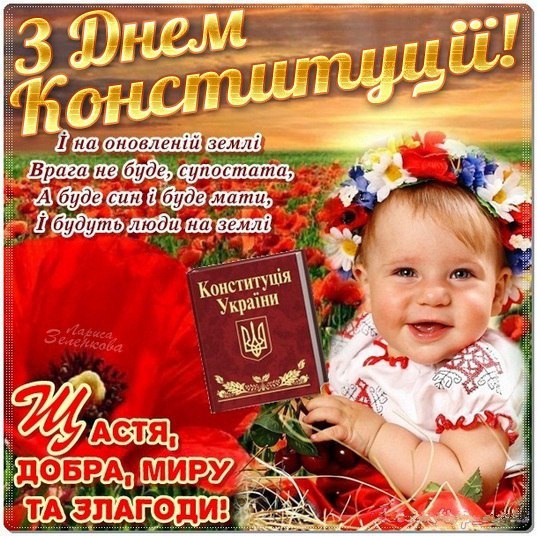 З Днем
Конституції!
І на оновленій землі
Врага не буде, супостата,
А буде син і буде мати,
І будуть люди на землі
Конституція
України
Лариса
Зеленкова
ЩАСТЯ,
ДОБРА, МИРУ
ТА ЗЛАГОДИ!